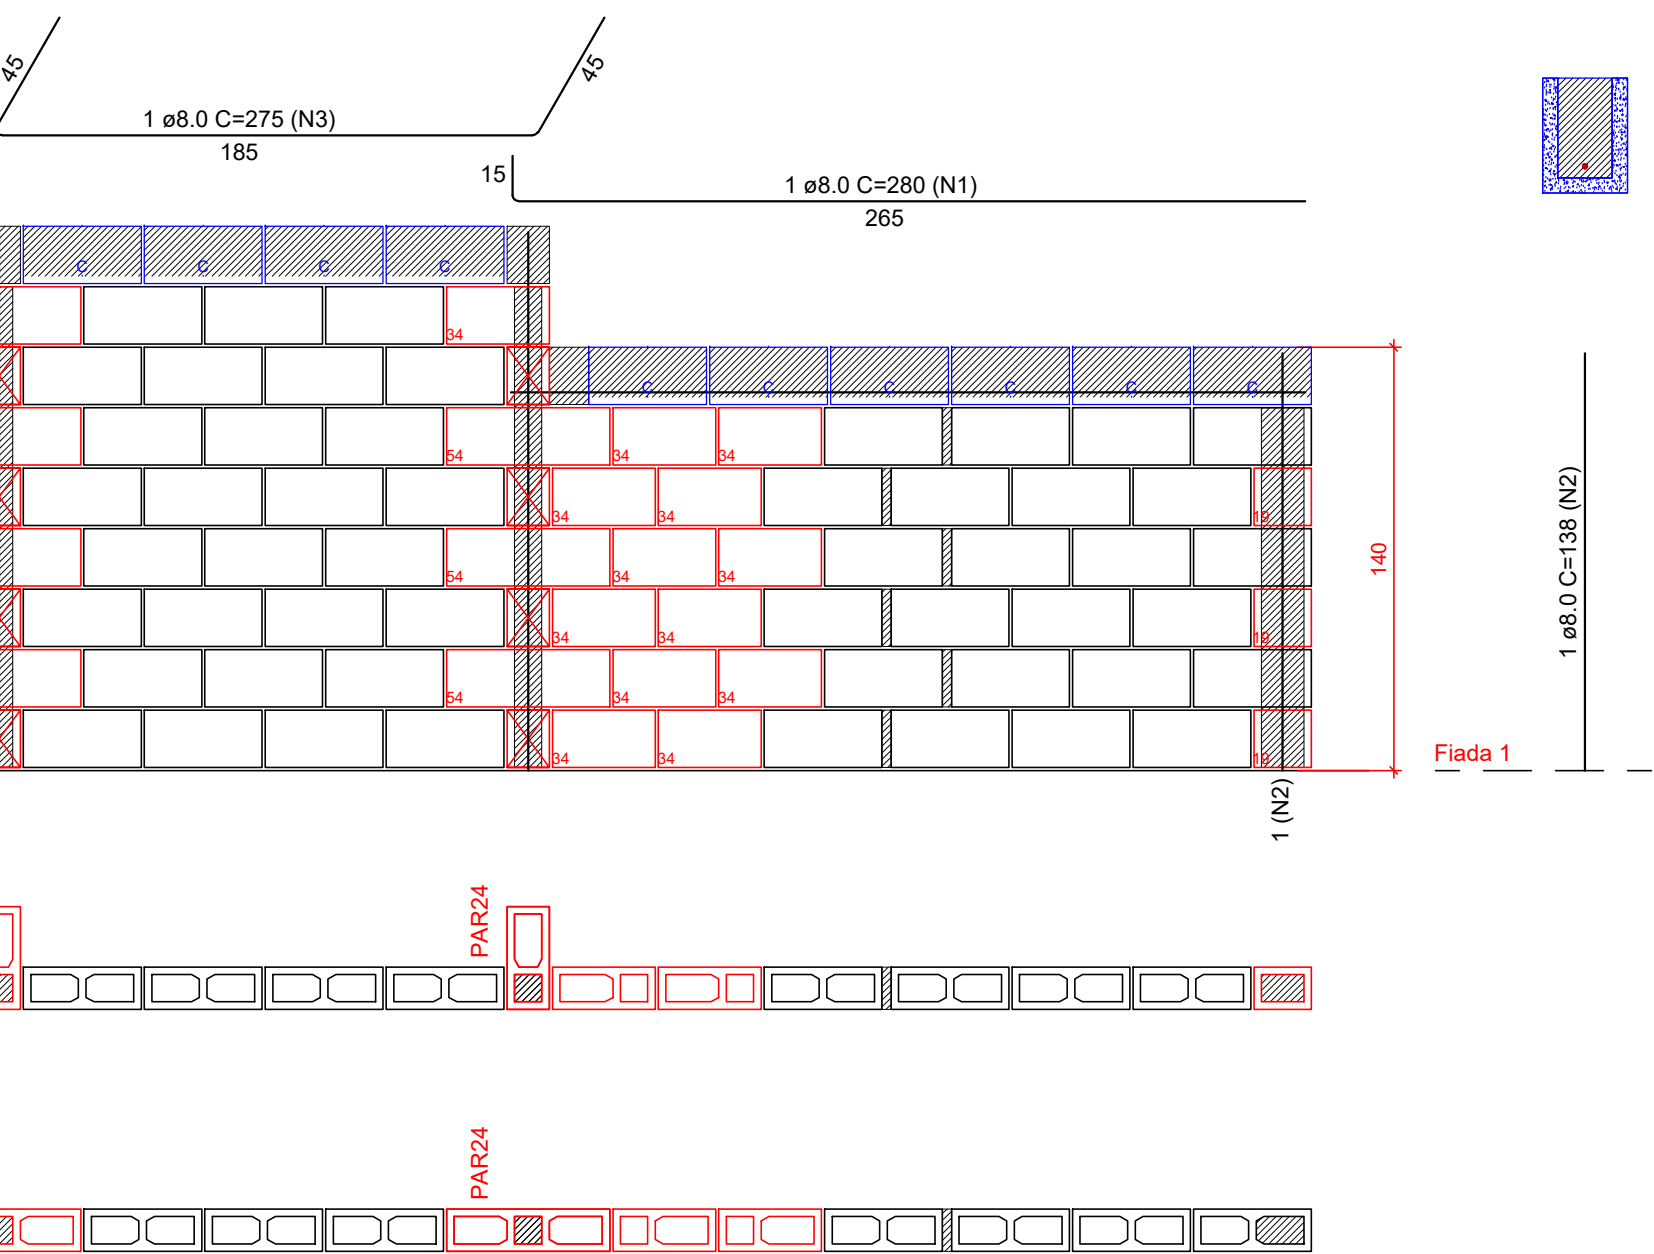 45
45
1 ø8.0 C=275 (N3)
185
15
1 ø8.0 C=280 (N1)
265
C C C C
34
C C C C C C
54 34 34
34 34 19
54 34 34
34 34 19
54 34 34
34 34 19
140
1 ø8.0 C=138 (N2)
Fiada 1
1 (N2)
PAR24
PAR24